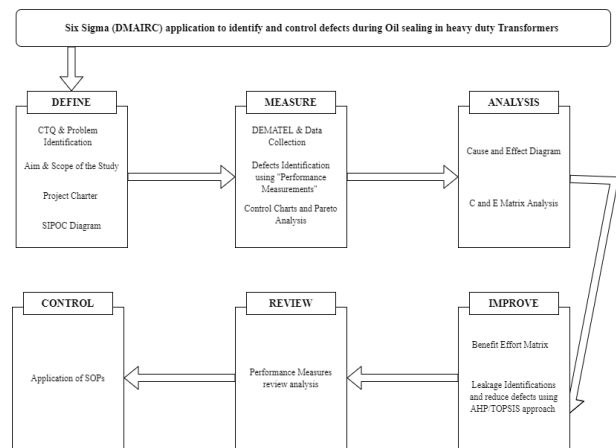 Six Sigma (DMAIRC) application to identify and control defects during Oil sealing in heavy duty Transformers
DEFINE
CTQ & Problem
Identification
Aim & Scope of the Study
Project Charter
SIPOC Diagram
MEASURE
DEMATEL & Data
Collection
Defects Identification
using "Performance
Measurements"
Control Charts and Pareto
Analysis
ANALYSIS
Cause and Effect Diagram
C and E Matrix Analysis
IMPROVE
Benefit Effort Matrix
Leakage Identifications
and reduce defects using
AHP/TOPSIS approach
REVIEW
Performance Measures
review analysis
CONTROL
Application of SOPs